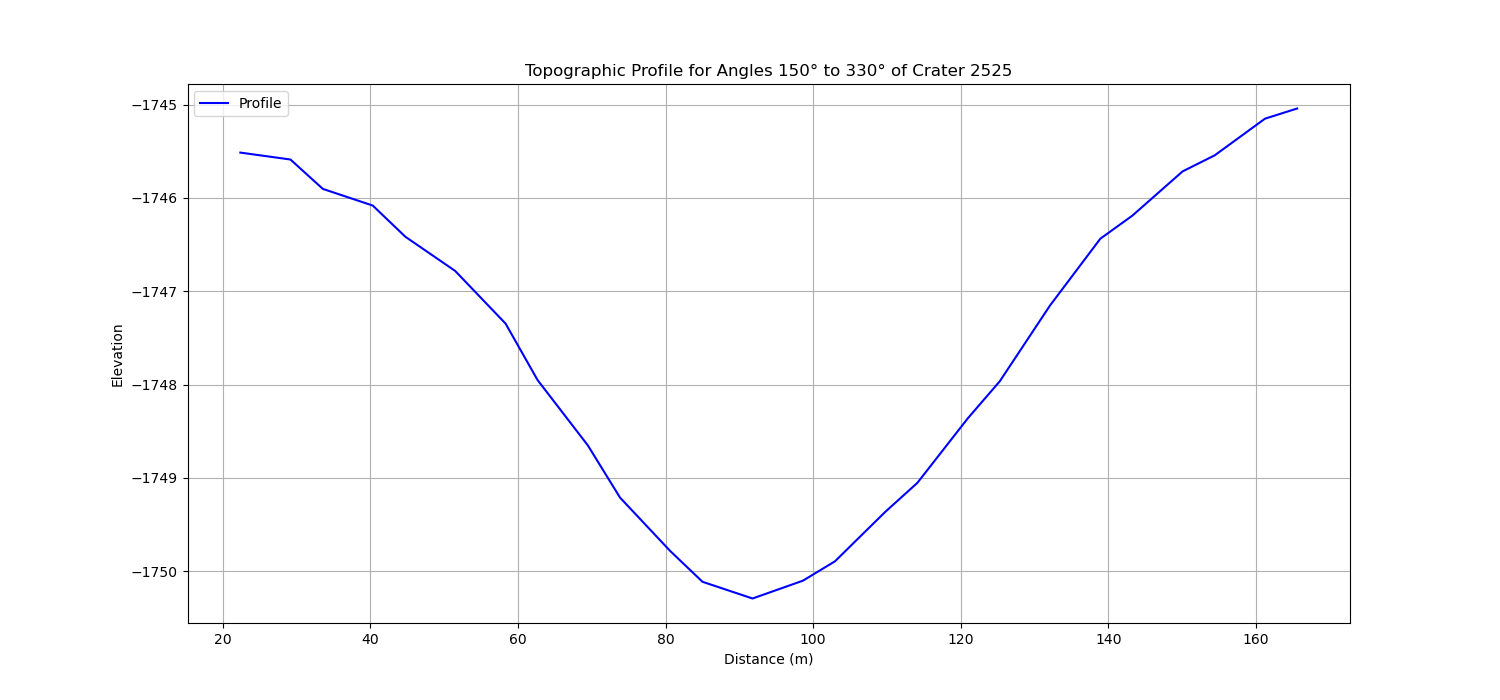 Topographic Profile for Angles 150° to 330° of Crater 2525
Profile
−1745
−1746
−1747
−1748
−1749
−1750
Elevation
20 40 60 80 100 120 140 160
Distance (m)